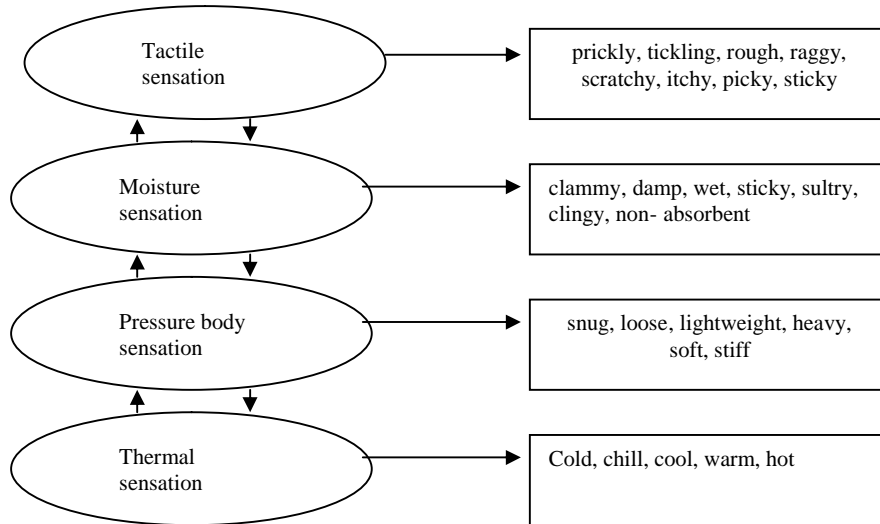 Tactile
sensation
prickly, tickling, rough, raggy,
scratchy, itchy, picky, sticky
Moisture
sensation
clammy, damp, wet, sticky, sultry,
clingy, non- absorbent
Pressure body
sensation
snug, loose, lightweight, heavy,
soft, stiff
Thermal
sensation
Cold, chill, cool, warm, hot